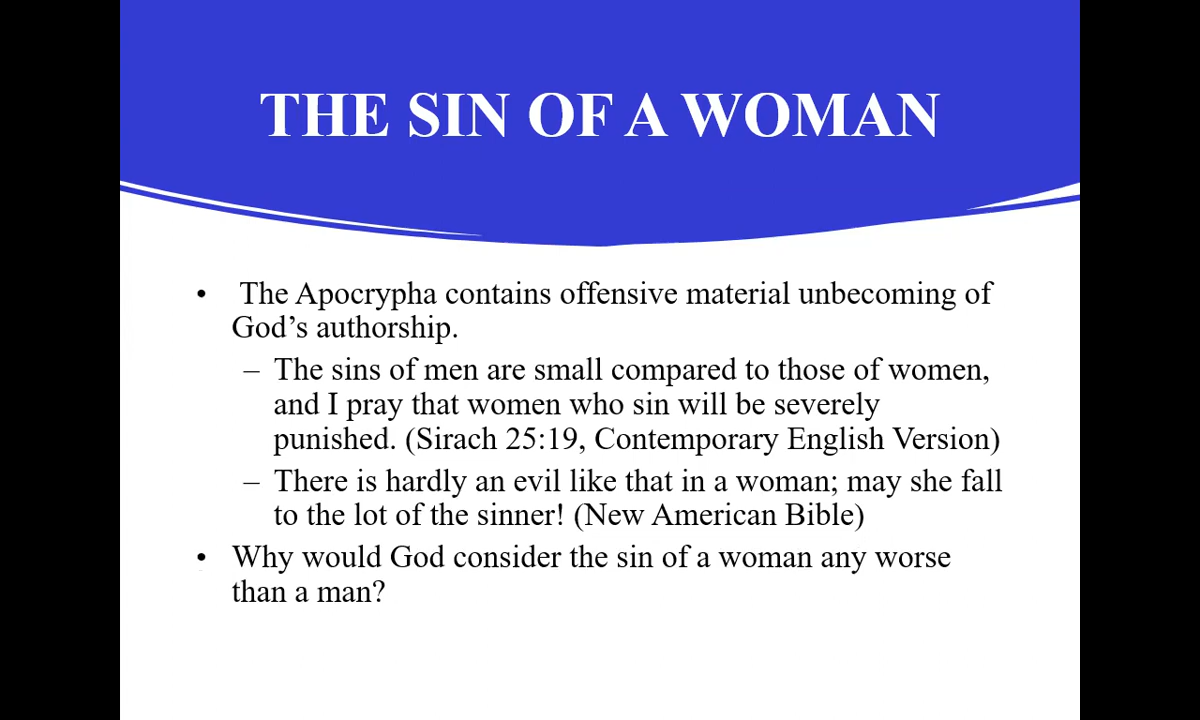 THE SIN OF A WOMAN
• The Apocrypha contains offensive material unbecoming of
God’s authorship.
– The sins of men are small compared to those of women,
and I pray that women who sin will be severely
punished. (Sirach 25:19, Contemporary English Version)
– There is hardly an evil like that in a woman; may she fall
to the lot of the sinner! (New American Bible)
• Why would God consider the sin of a woman any worse
than a man?